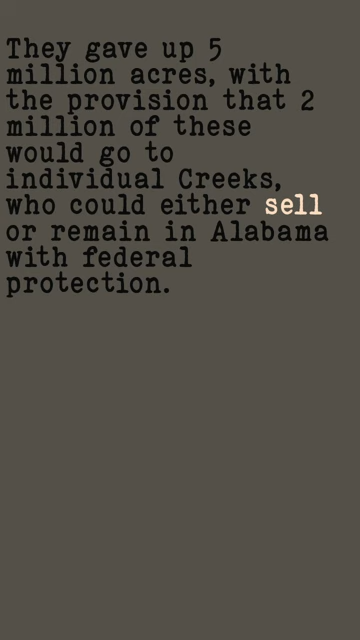 They gave up 5
million acres, with
the provision that 2
million of these
would go to
individual Creeks,
who could either sell
or remain in Alabama
with federal
protection.